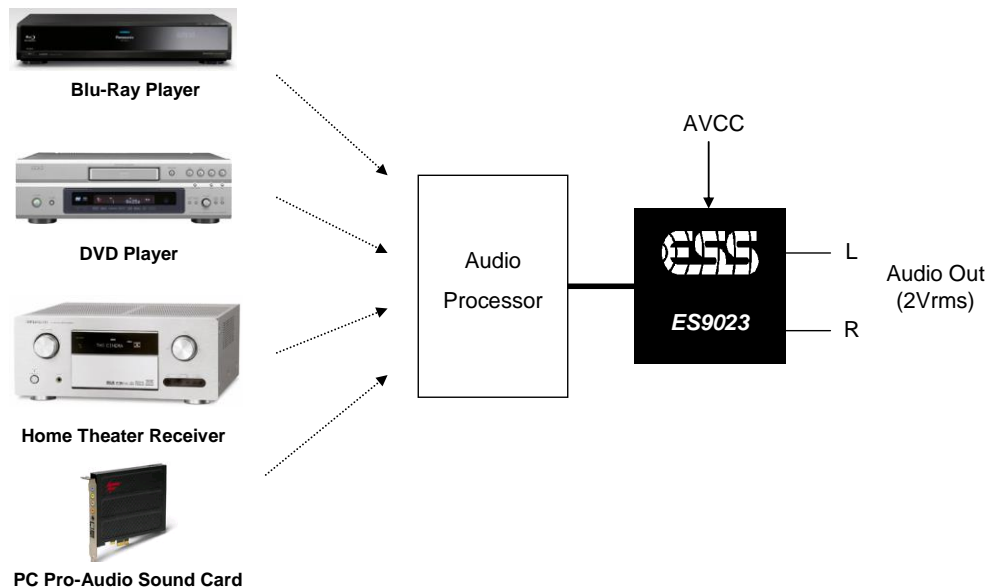 Blu-Ray Player
DVD Player
Home Theater Receiver
PC Pro-Audio Sound Card
Audio
Processor
AVCC
ESS
ES9023
L
R
Audio Out
(2Vrms)